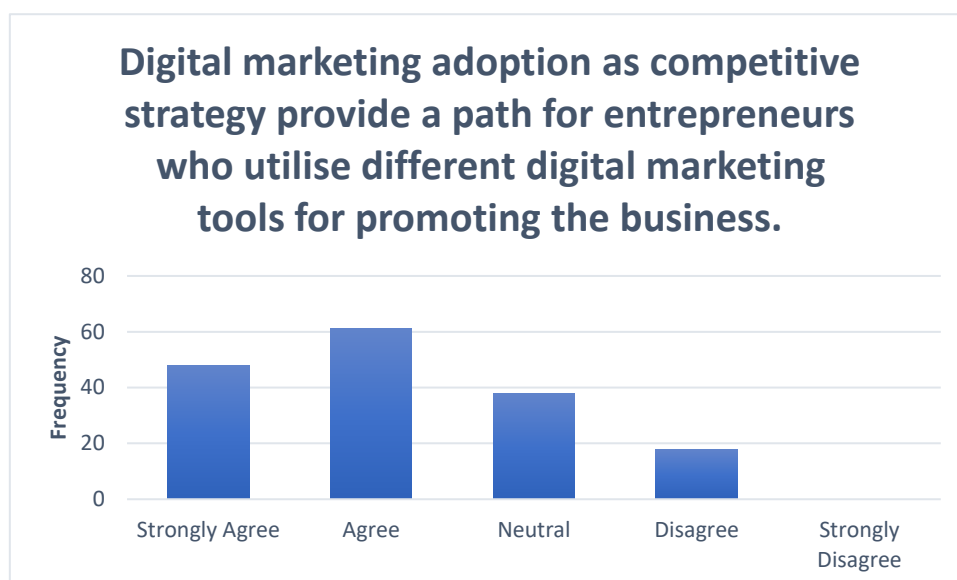 Digital marketing adoption as competitive
strategy provide a path for entrepreneurs
who utilise different digital marketing
tools for promoting the business.
80
60
40
20
0
Frequency
Strongly Agree
Agree
Neutral
Disagree
Strongly
Disagree